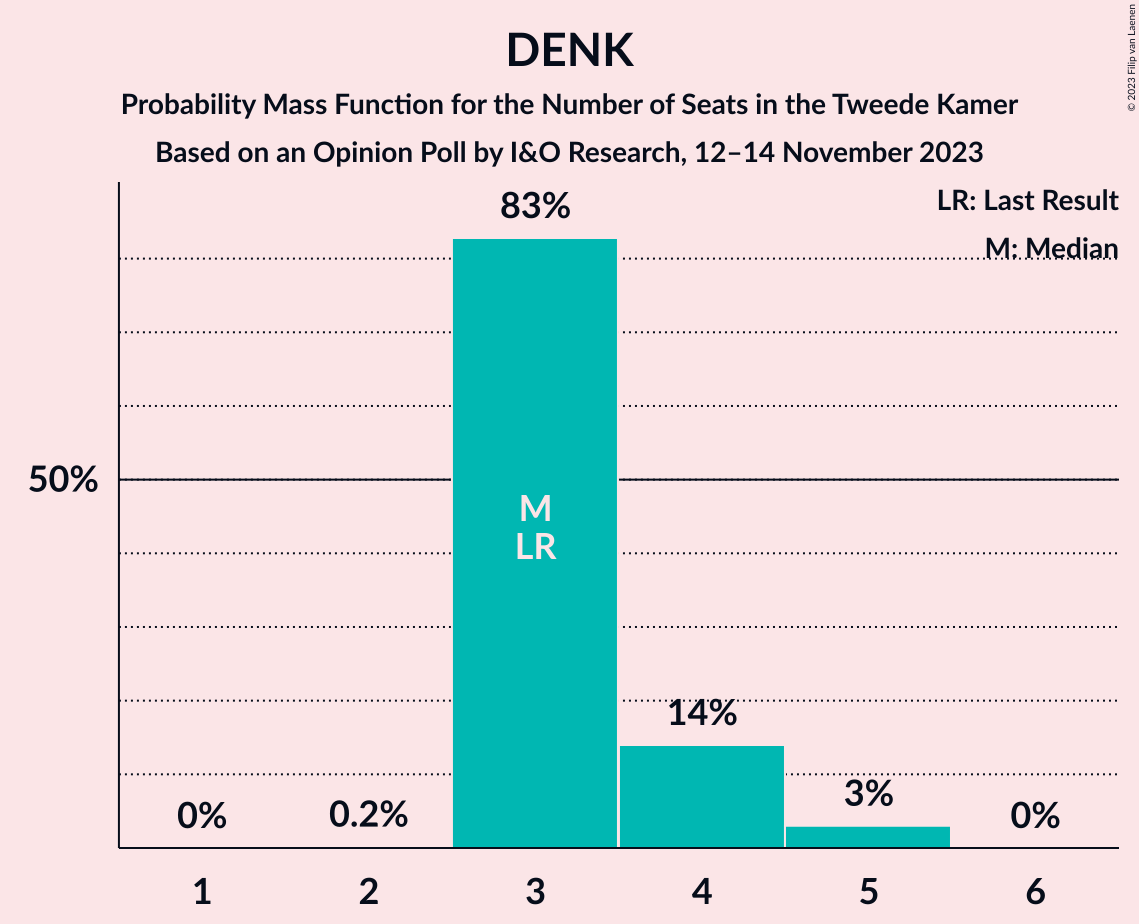 DENK
Probability Mass Function for the Number of Seats in the Tweede Kamer
Based on an Opinion Poll by I&O Research, 12–14 November 2023
© 2023 Filip van Laenen
LR: Last Result
M: Median
83%
50%
M
LR
14%
3%
0%
0.2%
0%
1 2 3 4 5 6